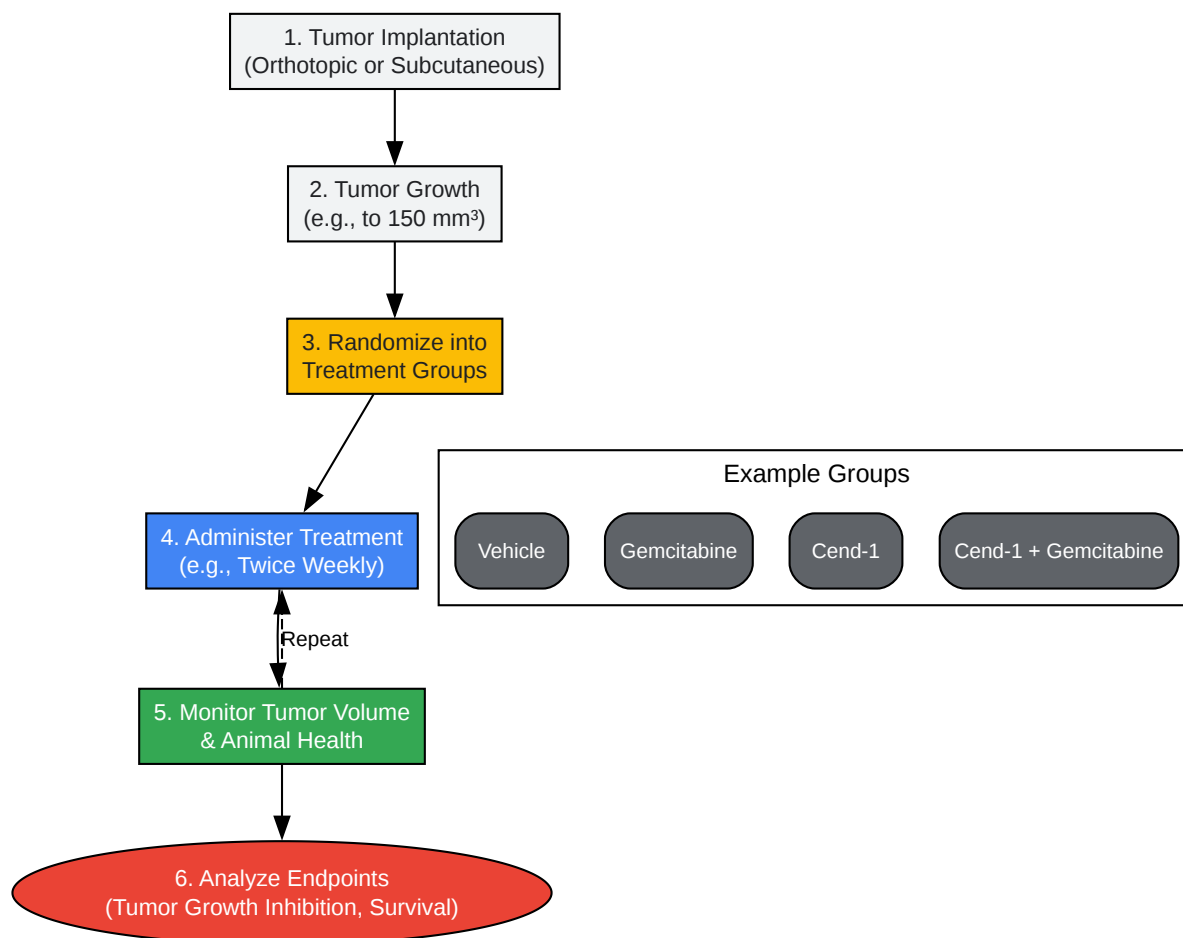 1. Tumor Implantation
(Orthotopic or Subcutaneous)
2. Tumor Growth
(e.g., to 150 mm³)
3. Randomize into
Treatment Groups
Example Groups
Vehicle
Gemcitabine
Cend-1
Cend-1 + Gemcitabine
4. Administer Treatment
(e.g., Twice Weekly)
Repeat
5. Monitor Tumor Volume
& Animal Health
6. Analyze Endpoints
(Tumor Growth Inhibition, Survival)